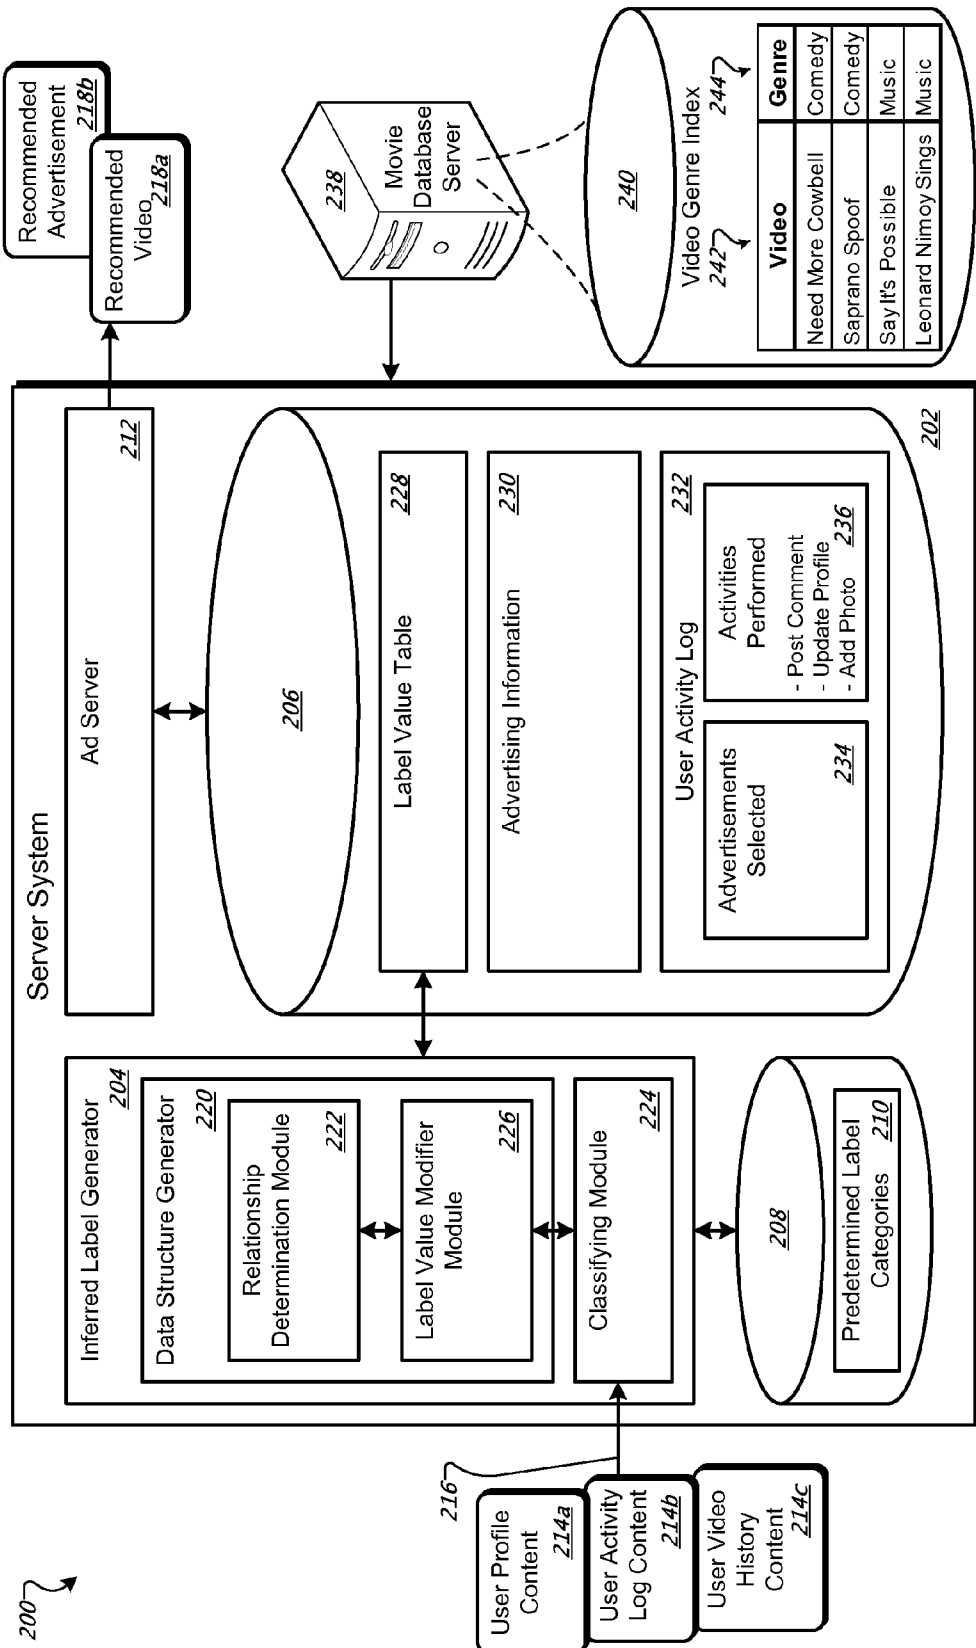 200
Server System
202
Inferred Label Generator
204
Data Structure Generator
220
Relationship
Determination Module
222
Label Value Modifier
Module
226
Classifying Module
224
208
Predetermined Label
Categories
210
216
User Profile
Content
214a
User Activity
Log Content
214b
User Video
History
Content
214c
Ad Server
212
206
Label Value Table
228
Advertising Information
230
User Activity Log
232
Advertisements
Selected
234
Activities
Performed
- Post Comment
- Update Profile
- Add Photo
236
Recommended
Advertisement
218b
Recommended
Video
218a
238
Movie
Database
Server
240
Video Genre Index
242
244
Video Genre
Need More Cowbell Comedy
Saprano Spoof Comedy
Say It's Possible Music
Leonard Nimoy Sings Music